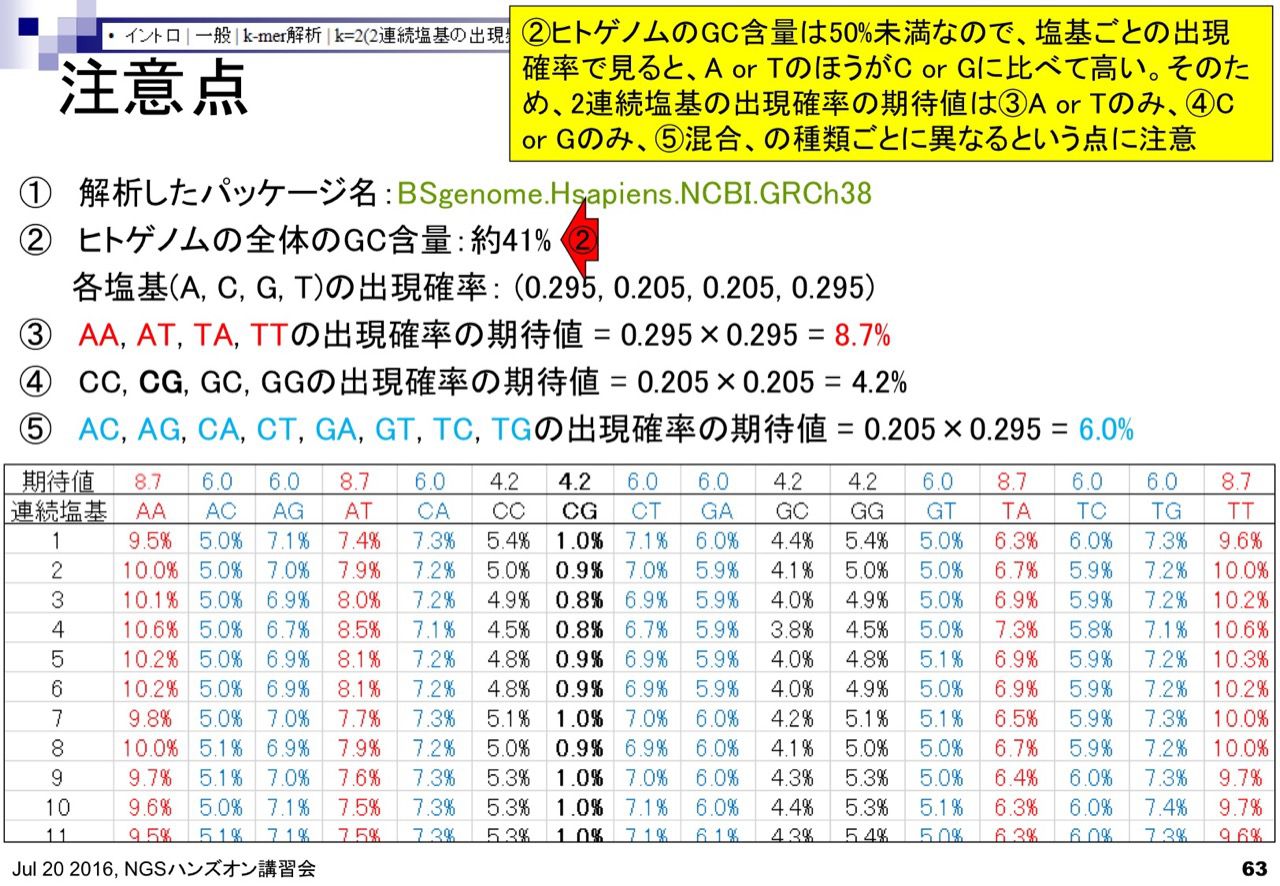 • イントロ | 一般 | k-mer解析 | k=2(2連続塩基の出現
注意点
②ヒトゲノムのGC含量は50%未満なので、塩基ごとの出現
確率で見ると、A or TのほうがC or Gに比べて高い。そのた
め、2連続塩基の出現確率の期待値は③A or Tのみ、④C
or Gのみ、⑤混合、の種類ごとに異なるという点に注意
① 解析したパッケージ名：BSgenome.Hsapiens.NCBI.GRCh38
② ヒトゲノムの全体のGC含量：約41% ②
各塩基(A, C, G, T)の出現確率： (0.295, 0.205, 0.205, 0.295)
③ AA, AT, TA, TTの出現確率の期待値 = 0.295×0.295 = 8.7%
④ CC, CG, GC, GGの出現確率の期待値 = 0.205×0.205 = 4.2%
⑤ AC, AG, CA, CT, GA, GT, TC, TGの出現確率の期待値 = 0.205×0.295 = 6.0%
期待値 8.7 6.0 6.0 8.7 6.0 4.2 4.2 6.0 6.0 4.2 4.2 6.0 8.7 6.0 6.0 8.7
連続塩基 AA AC AG AT CA CC CG CT GA GC GG GT TA TC TG TT
1 9.5% 5.0% 7.1% 7.4% 7.3% 5.4% 1.0% 7.1% 6.0% 4.4% 5.4% 5.0% 6.3% 6.0% 7.3% 9.6%
2 10.0% 5.0% 7.0% 7.9% 7.2% 5.0% 0.9% 7.0% 5.9% 4.1% 5.0% 5.0% 6.7% 5.9% 7.2% 10.0%
3 10.1% 5.0% 6.9% 8.0% 7.2% 4.9% 0.8% 6.9% 5.9% 4.0% 4.9% 5.0% 6.9% 5.9% 7.2% 10.2%
4 10.6% 5.0% 6.7% 8.5% 7.1% 4.5% 0.8% 6.7% 5.9% 3.8% 4.5% 5.0% 7.3% 5.8% 7.1% 10.6%
5 10.2% 5.0% 6.9% 8.1% 7.2% 4.8% 0.9% 6.9% 5.9% 4.0% 4.8% 5.1% 6.9% 5.9% 7.2% 10.3%
6 10.2% 5.0% 6.9% 8.1% 7.2% 4.8% 0.9% 6.9% 5.9% 4.0% 4.9% 5.0% 6.9% 5.9% 7.2% 10.2%
7 9.8% 5.0% 7.0% 7.7% 7.3% 5.1% 1.0% 7.0% 6.0% 4.2% 5.1% 5.1% 6.5% 5.9% 7.3% 10.0%
8 10.0% 5.1% 6.9% 7.9% 7.2% 5.0% 0.9% 6.9% 6.0% 4.1% 5.0% 5.0% 6.7% 5.9% 7.2% 10.0%
9 9.7% 5.1% 7.0% 7.6% 7.3% 5.3% 1.0% 7.0% 6.0% 4.3% 5.3% 5.0% 6.4% 6.0% 7.3% 9.7%
10 9.6% 5.0% 7.1% 7.5% 7.3% 5.3% 1.0% 7.1% 6.0% 4.4% 5.3% 5.1% 6.3% 6.0% 7.4% 9.7%
11 9.5% 5.1% 7.1% 7.5% 7.3% 5.3% 1.0% 7.1% 6.1% 4.3% 5.4% 5.0% 6.3% 6.0% 7.3% 9.6%
Jul 20 2016, NGSハンズオン講習会
63